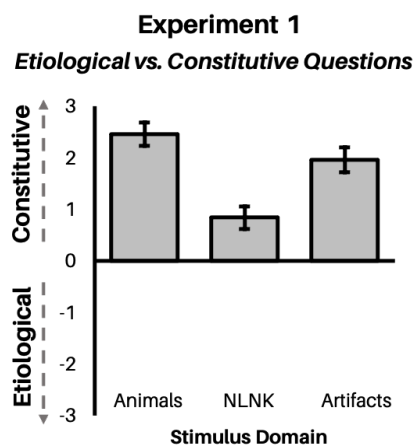 Experiment 1
Etiological vs. Constitutive Questions
Constitutive
Etiological
3
2
1
0
-1
-2
-3
Animals NLNK Artifacts
Stimulus Domain